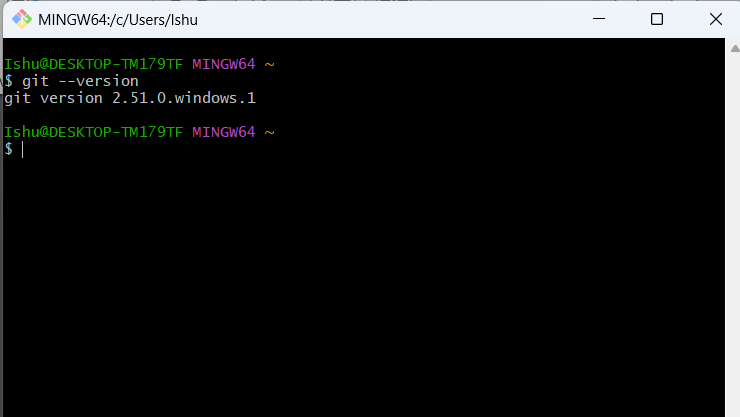 MINGW64:/c/Users/Ishu
Ishu@DESKTOP-TM179TF MINGW64 ~
$ git --version
git version 2.51.0.windows.1
Ishu@DESKTOP-TM179TF MINGW64 ~
$